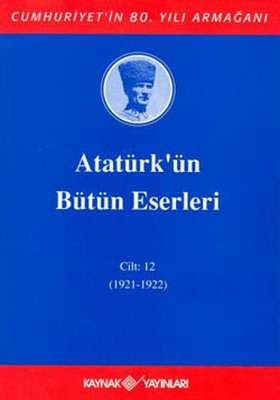 CUMHURİYET'İN 80. YILI ARMAĞANI
Atatürk'ün
Bütün Eserleri
Cilt: 12
(1921-1922)
KAYNAK YAYINLARI